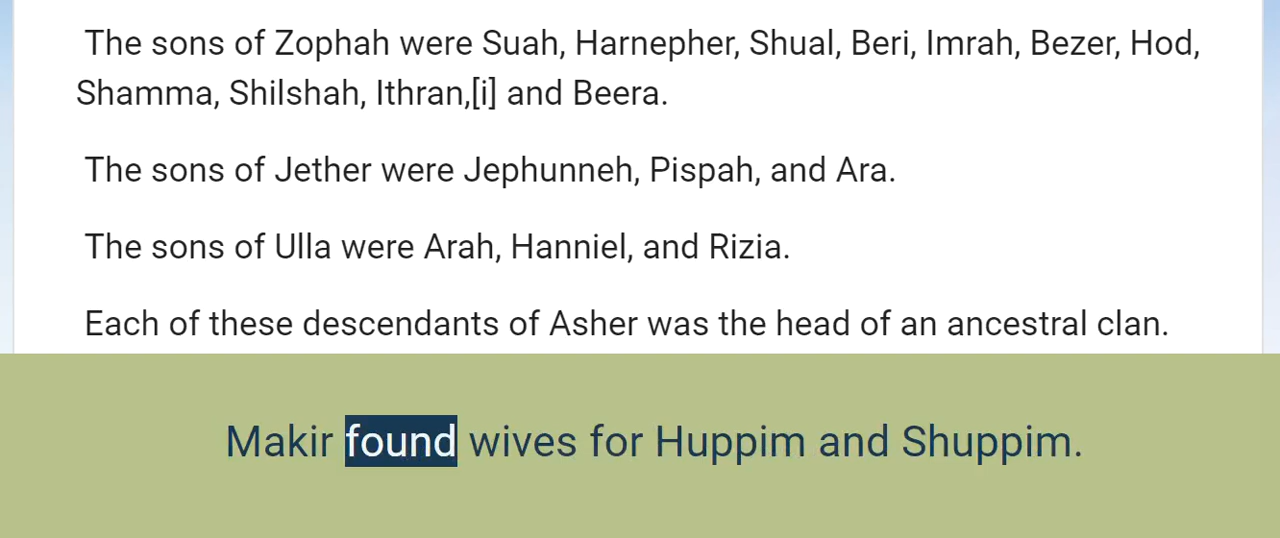 The sons of Zophah were Suah, Harnepher, Shual, Beri, Imrah, Bezer, Hod,
Shamma, Shilshah, Ithran,[i] and Beera.
The sons of Jether were Jephunneh, Pispah, and Ara.
The sons of Ulla were Arah, Hanniel, and Rizia.
Each of these descendants of Asher was the head of an ancestral clan.
Makir found wives for Huppim and Shuppim.